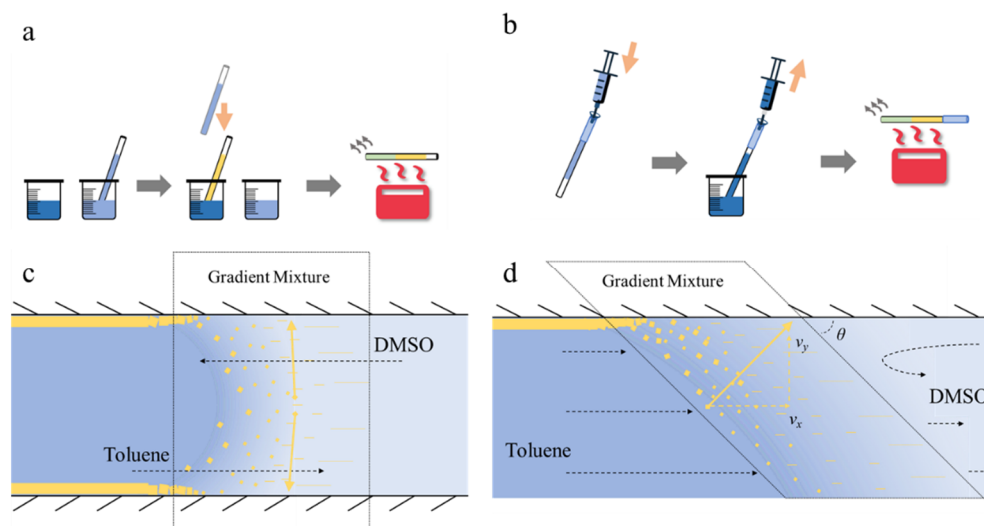 a
b
c
Gradient Mixture
DMSO
Toluene
d
Gradient Mixture
θ
vy
DMSO
vx
Toluene